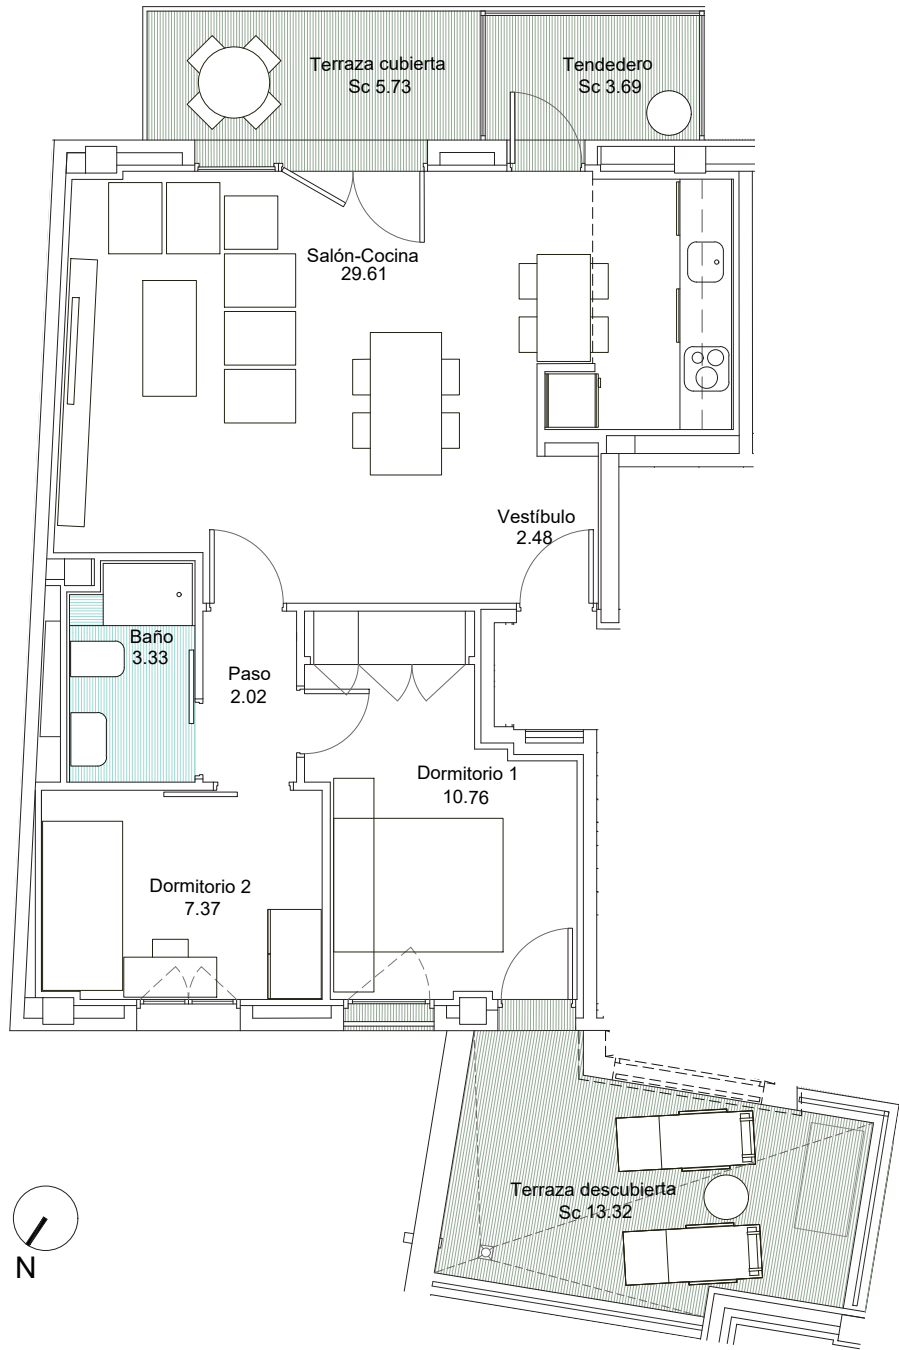 Terraza cubierta
Sc 5.73
Tendedero
Sc 3.69
Salón-Cocina
29.61
Vestíbulo
2.48
Baño
3.33
Paso
2.02
Dormitorio 1
10.76
Dormitorio 2
7.37
Terraza descubierta
Sc 13.32
N